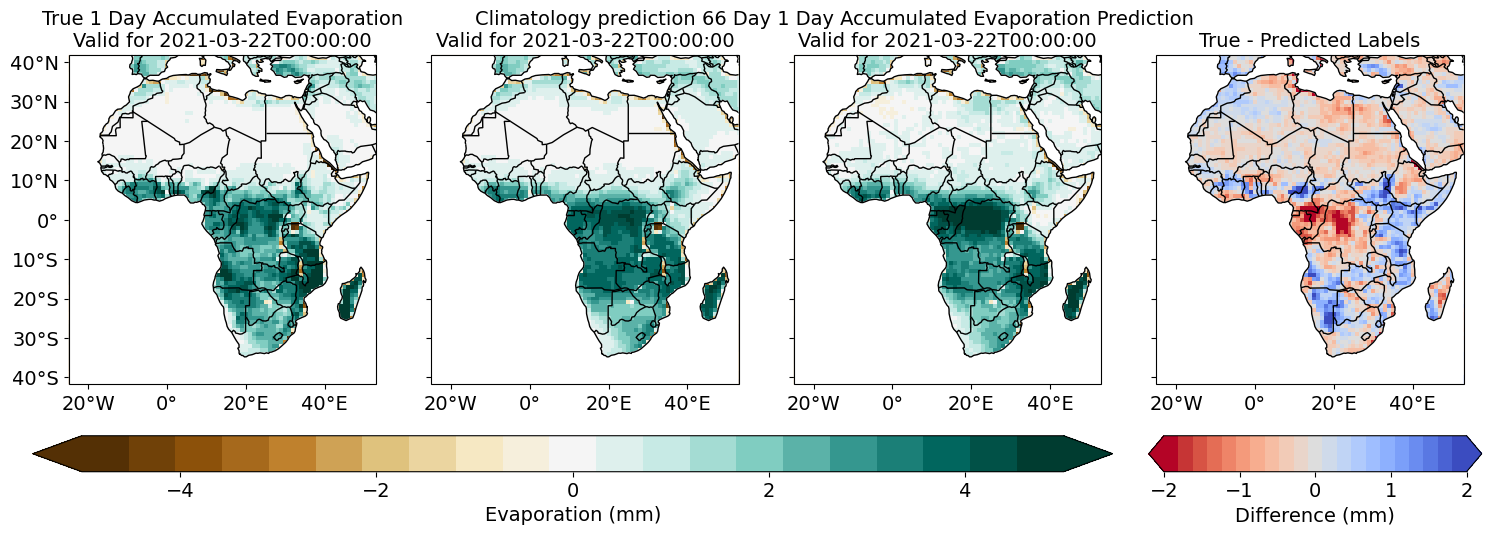 True 1 Day Accumulated Evaporation
Valid for 2021-03-22T00:00:00
Climatology prediction 66 Day 1 Day Accumulated Evaporation Prediction
Valid for 2021-03-22T00:00:00
Valid for 2021-03-22T00:00:00
True - Predicted Labels
40°N
30°N
20°N
10°N
0°
10°S
20°S
30°S
40°S
20°W 0° 20°E 40°E
20°W 0° 20°E 40°E
20°W 0° 20°E 40°E
20°W 0° 20°E 40°E
−4 −2 0 2 4
Evaporation (mm)
−2 −1 0 1 2
Difference (mm)